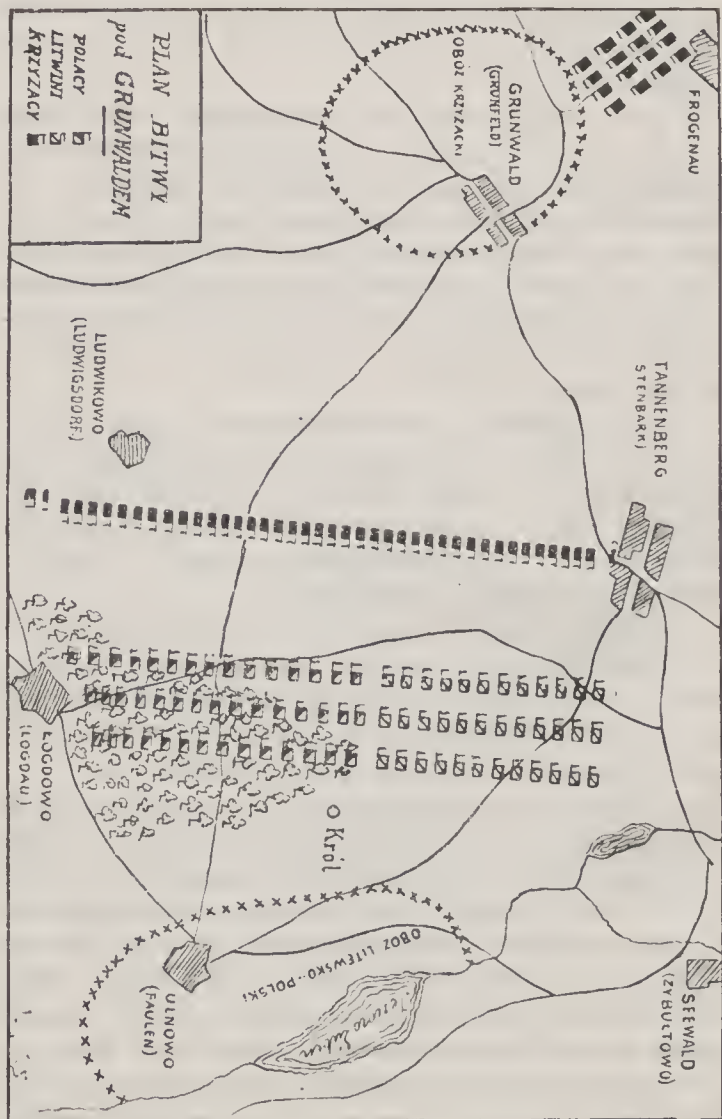 PLAN BITWY
pod GRUNWALDEM
POLACY
LITWINI
KRZYŻACY
FROGENAU
GRUNWALD
(GRÜNFELD)
OBÓZ KRZYŻACKI
TANNENBERG
STENBARK)
LUDWIKOWO
(LUDWIGSDORF)
SEEWALD
(ZYBUŁTOWO)
Król
OBÓZ LITEWSKO-POLSKI
Jezioro
ŁOGDOWO
(LOGDAU)
ULNOWO
(FAULEN)